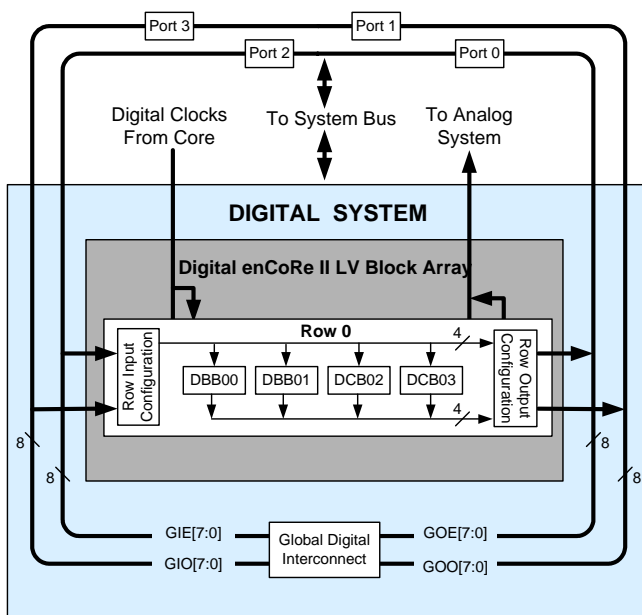 Port 3
Port 1
Port 2
Port 0
Digital Clocks
From Core
To System Bus
To Analog
System
DIGITAL SYSTEM
Digital enCoRe II LV Block Array
Row 0
Row Input
Configuration
4
DBB00
DBB01
DCB02
DCB03
4
Row Output
Configuration
8
8
8
8
GIE[7:0]
GIO[7:0]
Global Digital
Interconnect
GOE[7:0]
GOO[7:0]